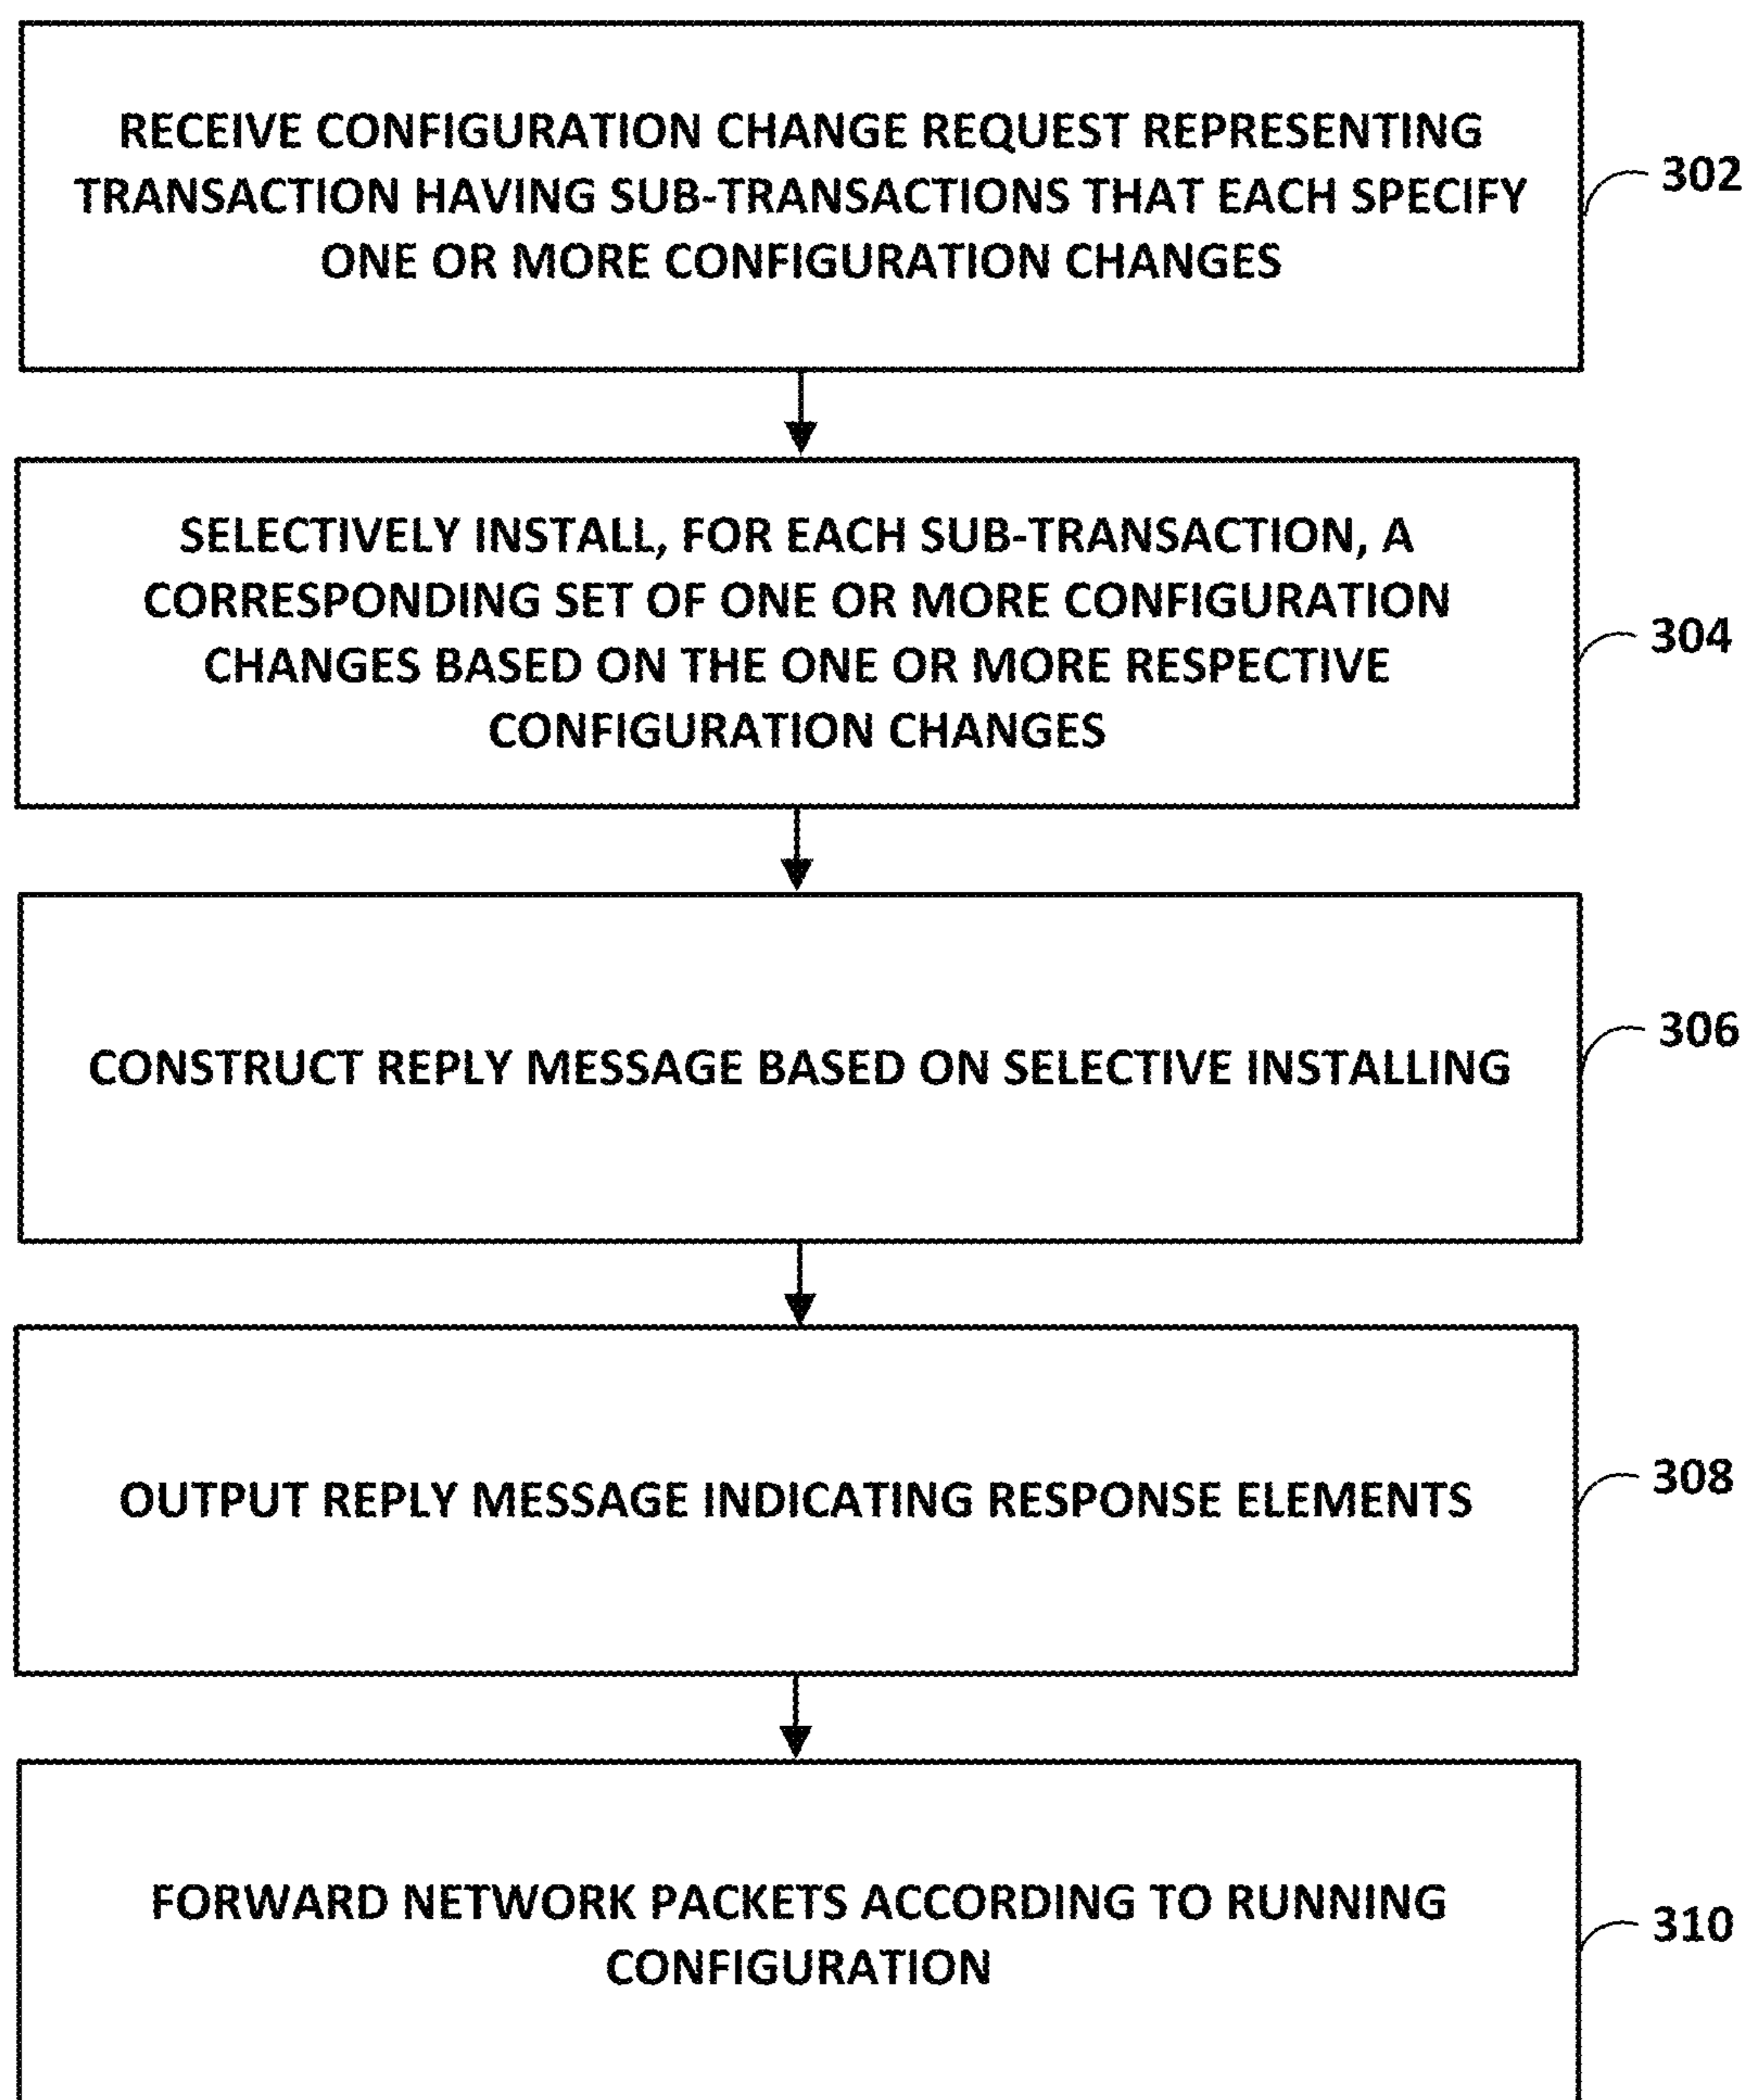 RECEIVE CONFIGURATION CHANGE REQUEST REPRESENTING
TRANSACTION HAVING SUB-TRANSACTIONS THAT EACH SPECIFY
ONE OR MORE CONFIGURATION CHANGES
302
SELECTIVELY INSTALL, FOR EACH SUB-TRANSACTION, A
CORRESPONDING SET OF ONE OR MORE CONFIGURATION
CHANGES BASED ON THE ONE OR MORE RESPECTIVE
CONFIGURATION CHANGES
304
CONSTRUCT REPLY MESSAGE BASED ON SELECTIVE INSTALLING
306
OUTPUT REPLY MESSAGE INDICATING RESPONSE ELEMENTS
308
FORWARD NETWORK PACKETS ACCORDING TO RUNNING
CONFIGURATION
310